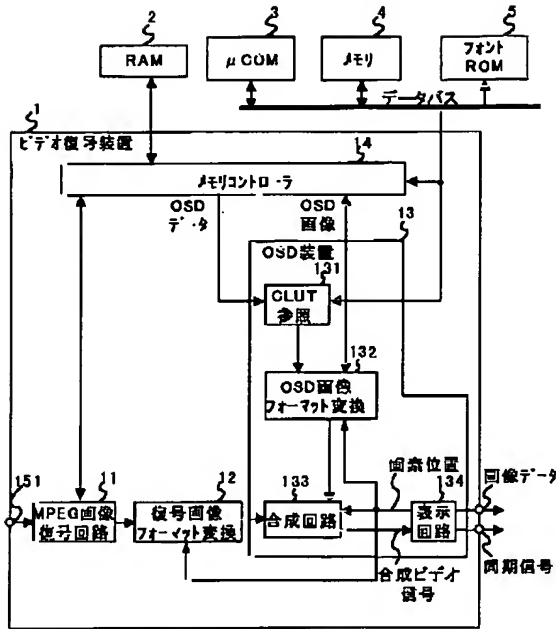 2
3
4
5
RAM
μCOM
メモリ
フォント
ROM
データバス
1
ビデオ復号装置
14
メモリコントローラ
OSD
データ
OSD
画像
13
OSD装置
131
CLUT
参照
132
OSD画像
フォーマット変換
151
11
MPEG画像
復号回路
12
復号画像
フォーマット変換
133
合成回路
画素位置
134
表示
回路
画像データ
同期信号
合成ビデオ
信号